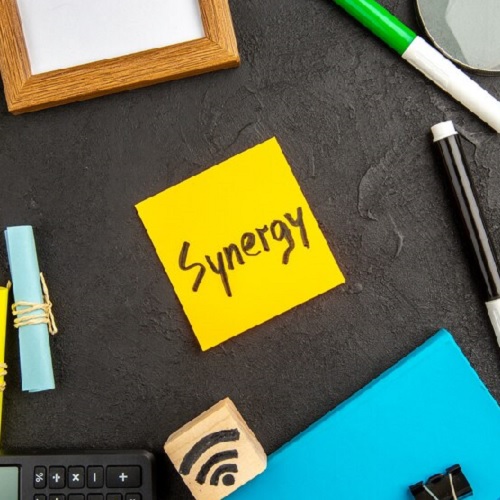 Synergy
% ÷ × − +